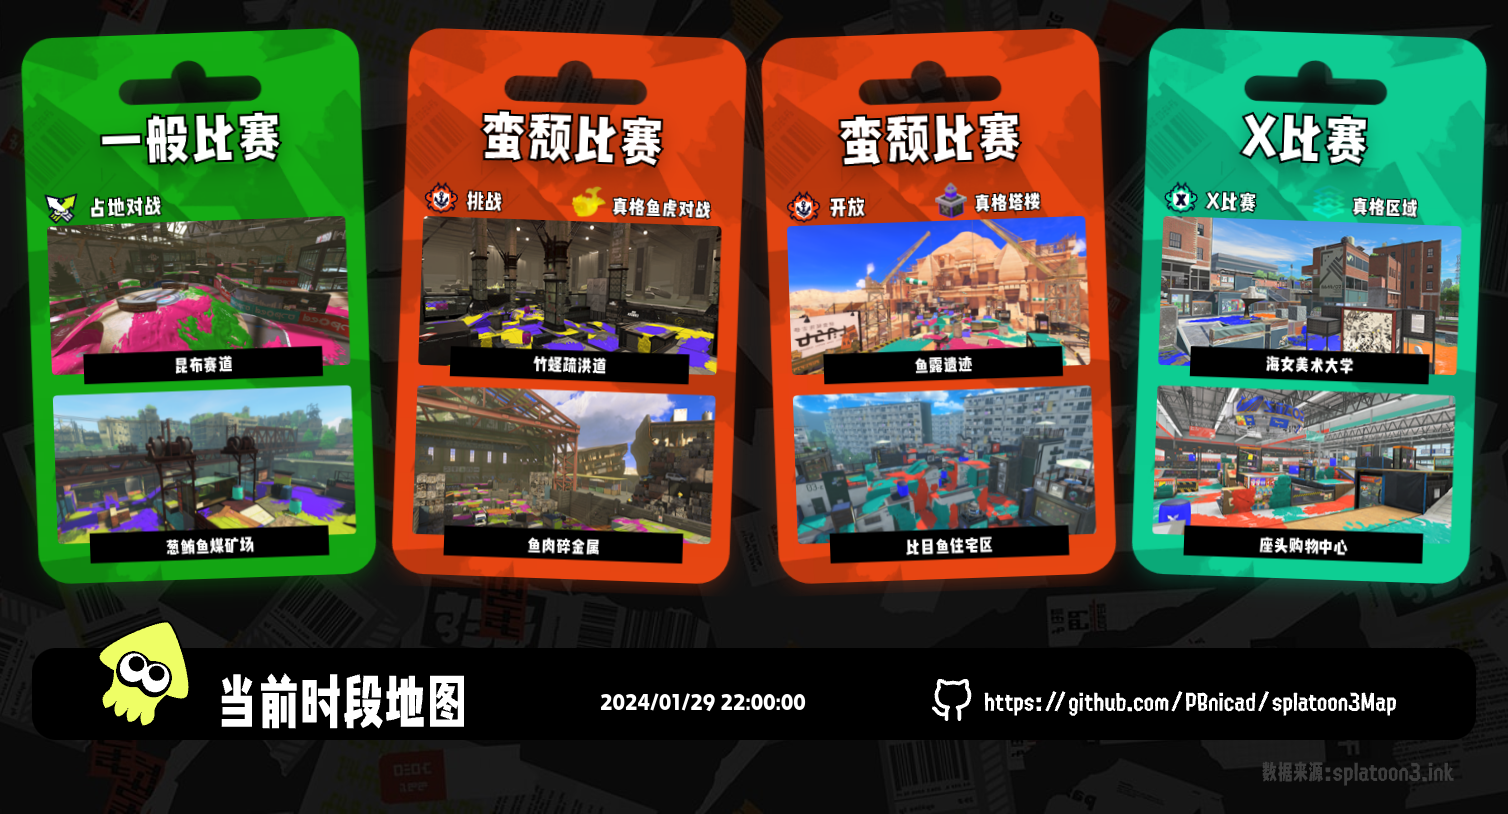 一般比赛
占地对战
昆布赛道
葱鲔鱼煤矿场
蛮颓比赛
挑战
真格鱼虎对战
竹蛏疏洪道
鱼肉碎金属
蛮颓比赛
开放
真格塔楼
鱼露遗迹
比目鱼住宅区
X比赛
X比赛
真格区域
海女美术大学
座头购物中心
当前时段地图
2024/01/29 22:00:00
https://github.com/PBnicad/splatoon3Map
数据来源:splatoon3.ink